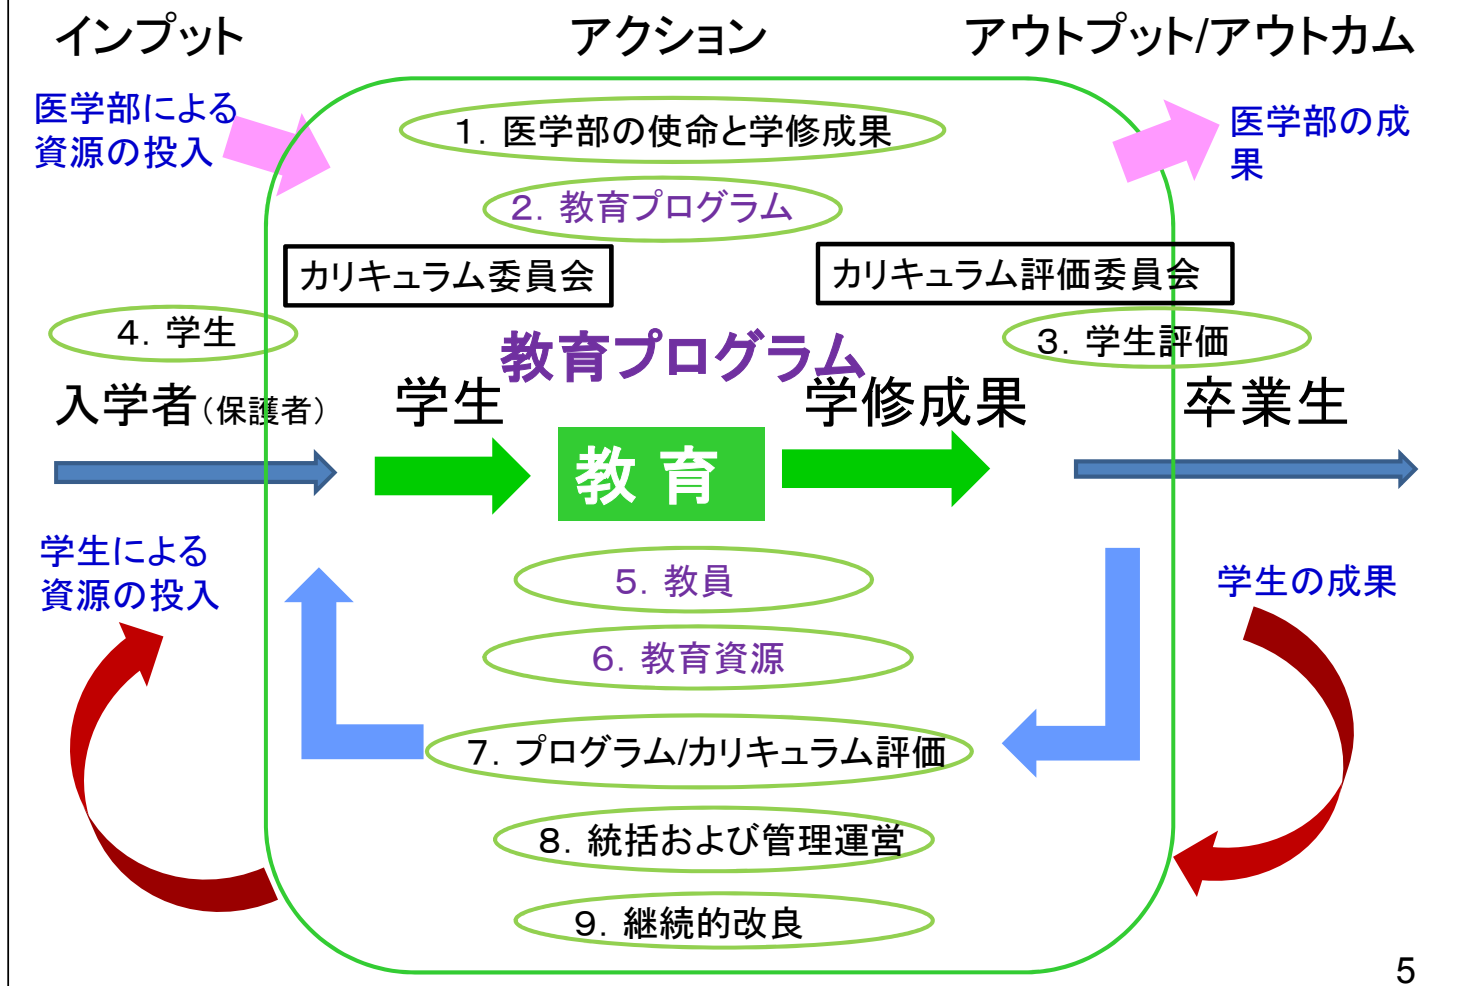 インプット
アクション
アウトプット/アウトカム
医学部による
資源の投入
1. 医学部の使命と学修成果
医学部の成
果
2. 教育プログラム
カリキュラム委員会
カリキュラム評価委員会
4. 学生
教育プログラム
3. 学生評価
入学者（保護者）
学生
学修成果
卒業生
教 育
学生による
資源の投入
5. 教員
学生の成果
6. 教育資源
7. プログラム/カリキュラム評価
8. 統括および管理運営
9. 継続的改良
5